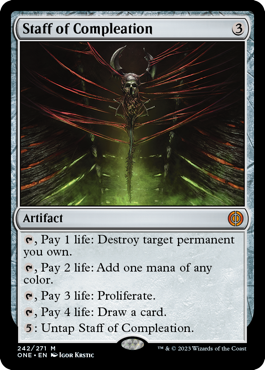 Staff of Compleation 3
Artifact
T, Pay 1 life: Destroy target permanent
you own.
T, Pay 2 life: Add one mana of any
color.
T, Pay 3 life: Proliferate.
T, Pay 4 life: Draw a card.
5: Untap Staff of Compleation.
242/271 M
ONE • EN IGOR KRSTIC
™ & © 2023 Wizards of the Coast